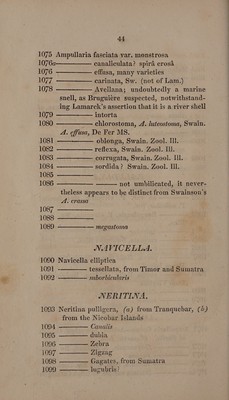 44
1075 Ampullaria fasciata var. monstrosa
1076a———— canaliculata? spirâ erosâ
1076 ———— effusa, many varieties
1077 ———— carinata, Sw. (not of Lam.)
1078 ———— Avellana; undoubtedly a marine
snell, as Bruguière suspected, notwithstand-
ing Lamarck's assertion that it is a river shell
1079 ———— intorta
1080 ———— chlorostoma, A. luteostoma, Swain.
A. effusa, De Fer MS.
1081 ———— oblonga, Swain. Zool. Ill.
1082 ———— reflexa, Swain. Zool. Ill.
1083 ———— corrugata, Swain. Zool. Ill.
1084 ———— sordida? Swain. Zool. Ill.
1085 ————
1086 ———— not umbilicated, it never-
theless appears to be distinct from Swainson's
A. crassa
1087 ————
1088 ————
1089 ———— megastoma
NAVICELLA.
1090 Navicella elliptica
1091 ———— tessellata, from Timor and Sumatra
1092 ———— suborbicularis
NERITINA.
1093 Neritina pulligera, (a) from Tranquebar, (b)
from the Nicobar Islands
1094 ———— Canalis
1095 ———— dubia
1096 ———— Zebra
1097 ———— Zigzag
1098 ———— Gagates, from Sumatra
1099 ———— lugubris?